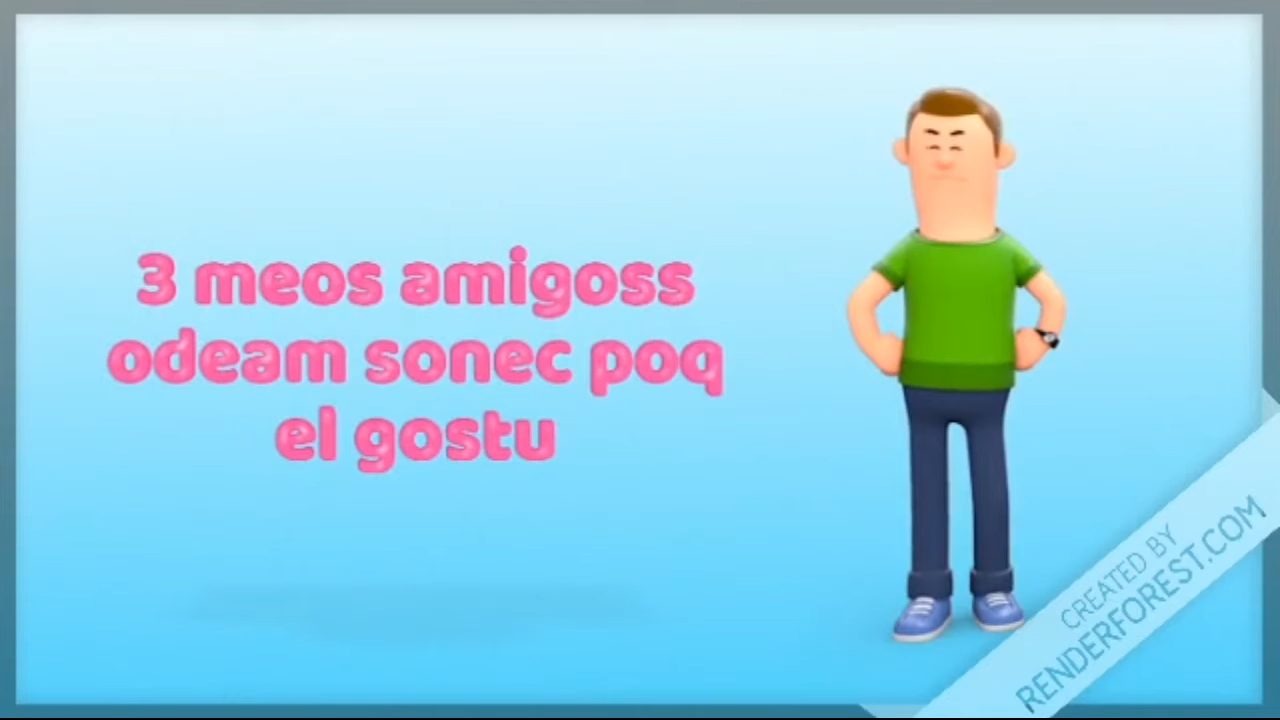 3 meos amigoss
odeam sonec poq
el gostu
CREATED BY
RENDERFOREST.COM